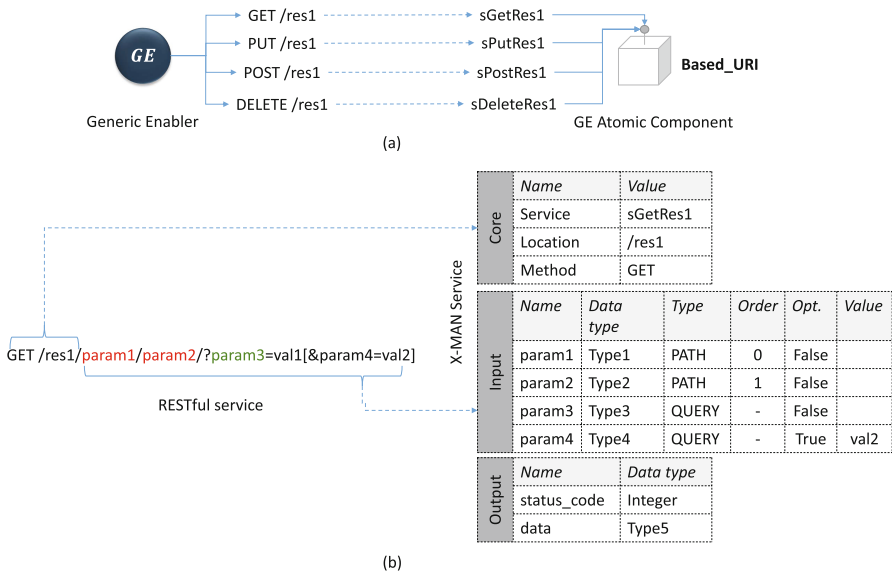 GE
GET /res1
PUT /res1
POST /res1
DELETE /res1
sGetRes1
sPutRes1
sPostRes1
sDeleteRes1
Based_URI
Generic Enabler
GE Atomic Component
(a)
GET /res1/param1/param2/?param3=val1[&param4=val2]
RESTful service
X-MAN Service
Core
Name Value
Service sGetRes1
Location /res1
Method GET
Input
Name Data type Type Order Opt. Value
param1 Type1 PATH 0 False
param2 Type2 PATH 1 False
param3 Type3 QUERY - False
param4 Type4 QUERY - True val2
Output
Name Data type
status_code Integer
data Type5
(b)